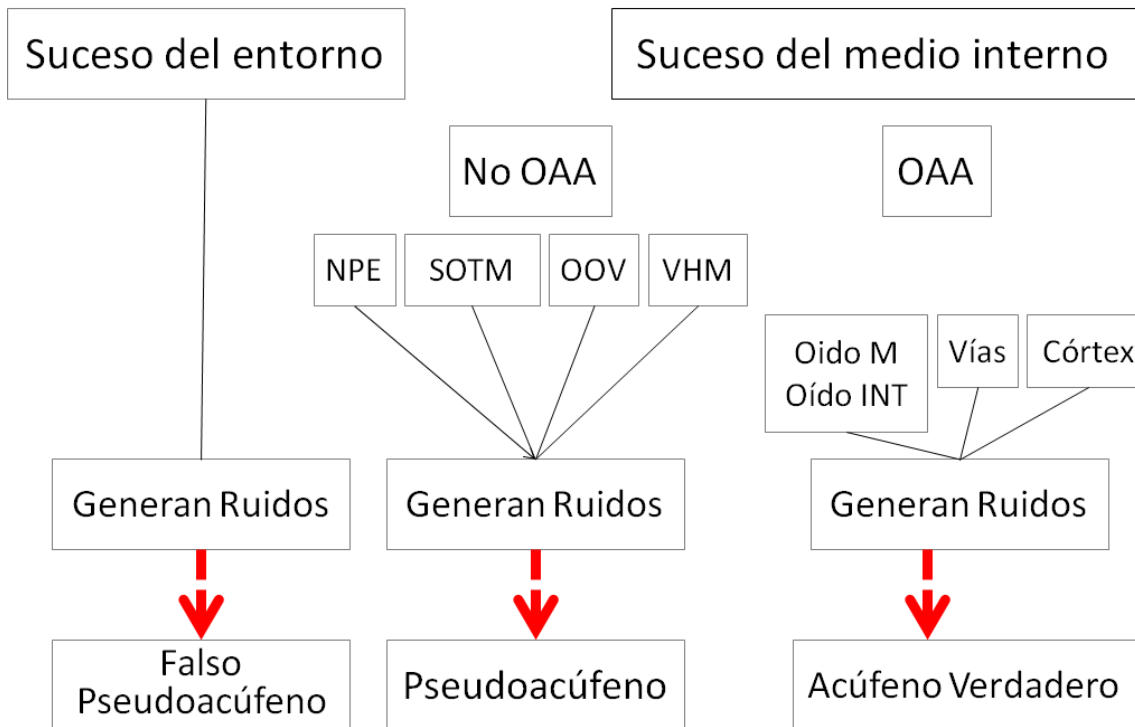 Suceso del entorno
Suceso del medio interno
No OAA
OAA
NPE
SOTM
OOV
VHM
Oido M
Oído INT
Vías
Córtex
Generan Ruidos
Generan Ruidos
Generan Ruidos
Falso
Pseudoacúfeno
Pseudoacúfeno
Acúfeno Verdadero